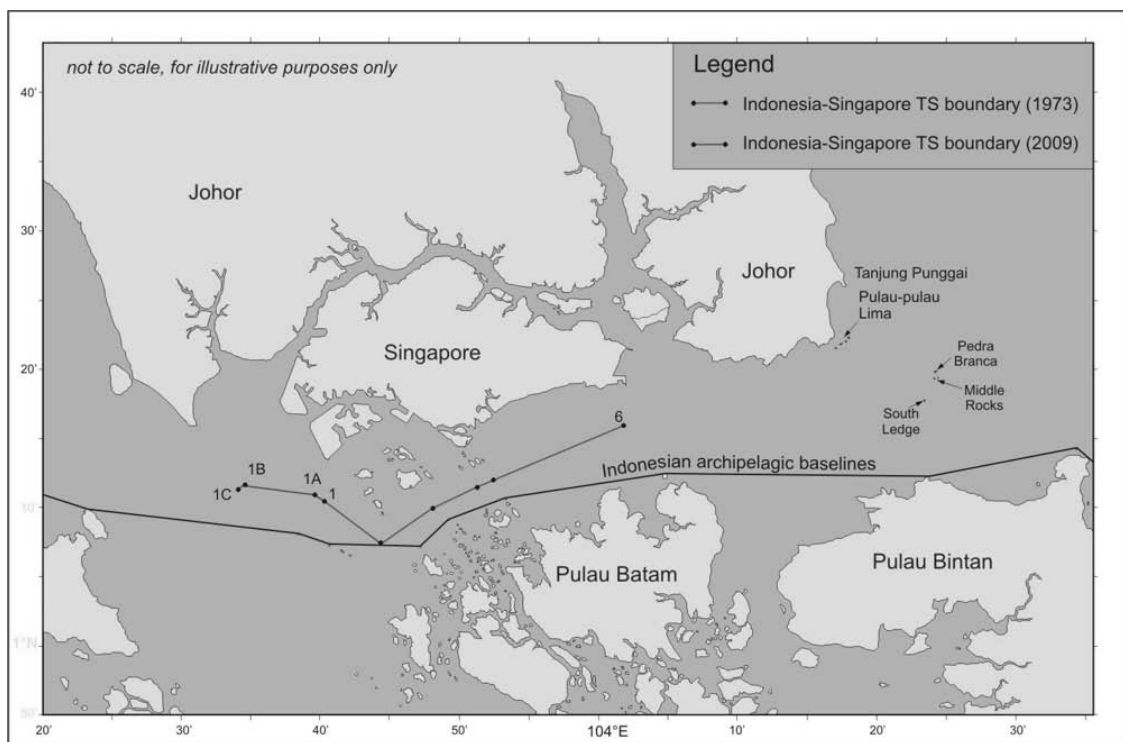 not to scale, for illustrative purposes only
Legend
Indonesia-Singapore TS boundary (1973)
Indonesia-Singapore TS boundary (2009)
40'
Johor
30'
Johor
Tanjung Punggai
Pulau-pulau
Lima
Singapore
20'
Pedra
Branca
Middle
Rocks
South
Ledge
6
1B
1A
1C
1
Indonesian archipelagic baselines
10'
Pulau Batam
Pulau Bintan
1°N
50'
20'
30'
40'
50'
104°E
10'
20'
30'